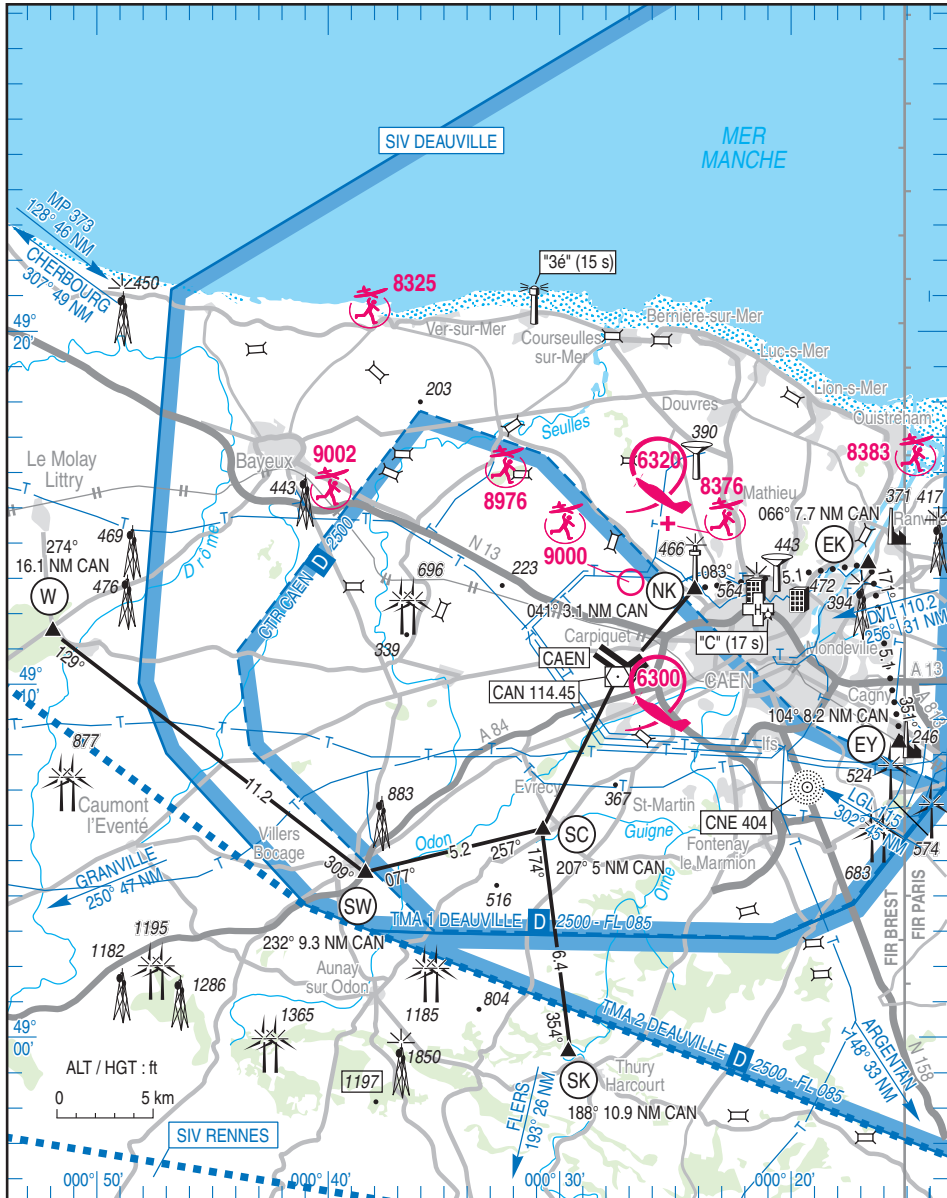 SIV DEAUVILLE
MER
MANCHE
MP 373
128° 46 NM
CHERBOURG
307° 49 NM
450
8325
"3é" (15 s)
Ver-sur-Mer
Courseulles
sur-Mer
Bernière-sur-Mer
Luc-s-Mer
Lion-s-Mer
Ouistreham
49°
20'
203
Douvres
390
Seulles
Le Molay
Littry
Bayeux
9002
443
8976
6320
8376
Mathieu
8383
371
417
Ranville
066° 7.7 NM CAN
EK
Drôme
469
476
274°
16.1 NM CAN
W
129°
CTR CAEN D 2500
N 13
696
339
223
9000
466
NK
041° 3.1 NM CAN
083°
564
5.1
443
472
394
171°
DVL 110.2
256° 31 NM
"C" (17 s)
Mondeville
Carpiquet
CAEN
CAN 114.45
6300
CAEN
49°
10'
5.1
A 13
Cagny
A 813
351°
246
104° 8.2 NM CAN
EY
877
Caumont
l'Eventé
11.2
A 84
Ifs
524
LGL 115
302° 45 NM
574
683
883
Evrecy
367
St-Martin
CNE 404
Villers
Bocage
Odon
5.2
257°
SC
Guigne
Fontenay
le Marmion
207° 5 NM CAN
174°
309°
077°
SW
516
Orne
GRANVILLE
250° 47 NM
TMA 1 DEAUVILLE D 2500 - FL 085
FIR BREST
FIR PARIS
232° 9.3 NM CAN
1195
1182
1286
Aunay
sur Odon
1185
804
6.4
1365
1850
1197
354°
TMA 2 DEAUVILLE D 2500 - FL 085
49°
00'
ALT / HGT : ft
0 5 km
SK
Thury
Harcourt
188° 10.9 NM CAN
FLERS
193° 26 NM
ARGENTAN
148° 33 NM
N 158
SIV RENNES
000° 50'
000° 40'
000° 30'
000° 20'